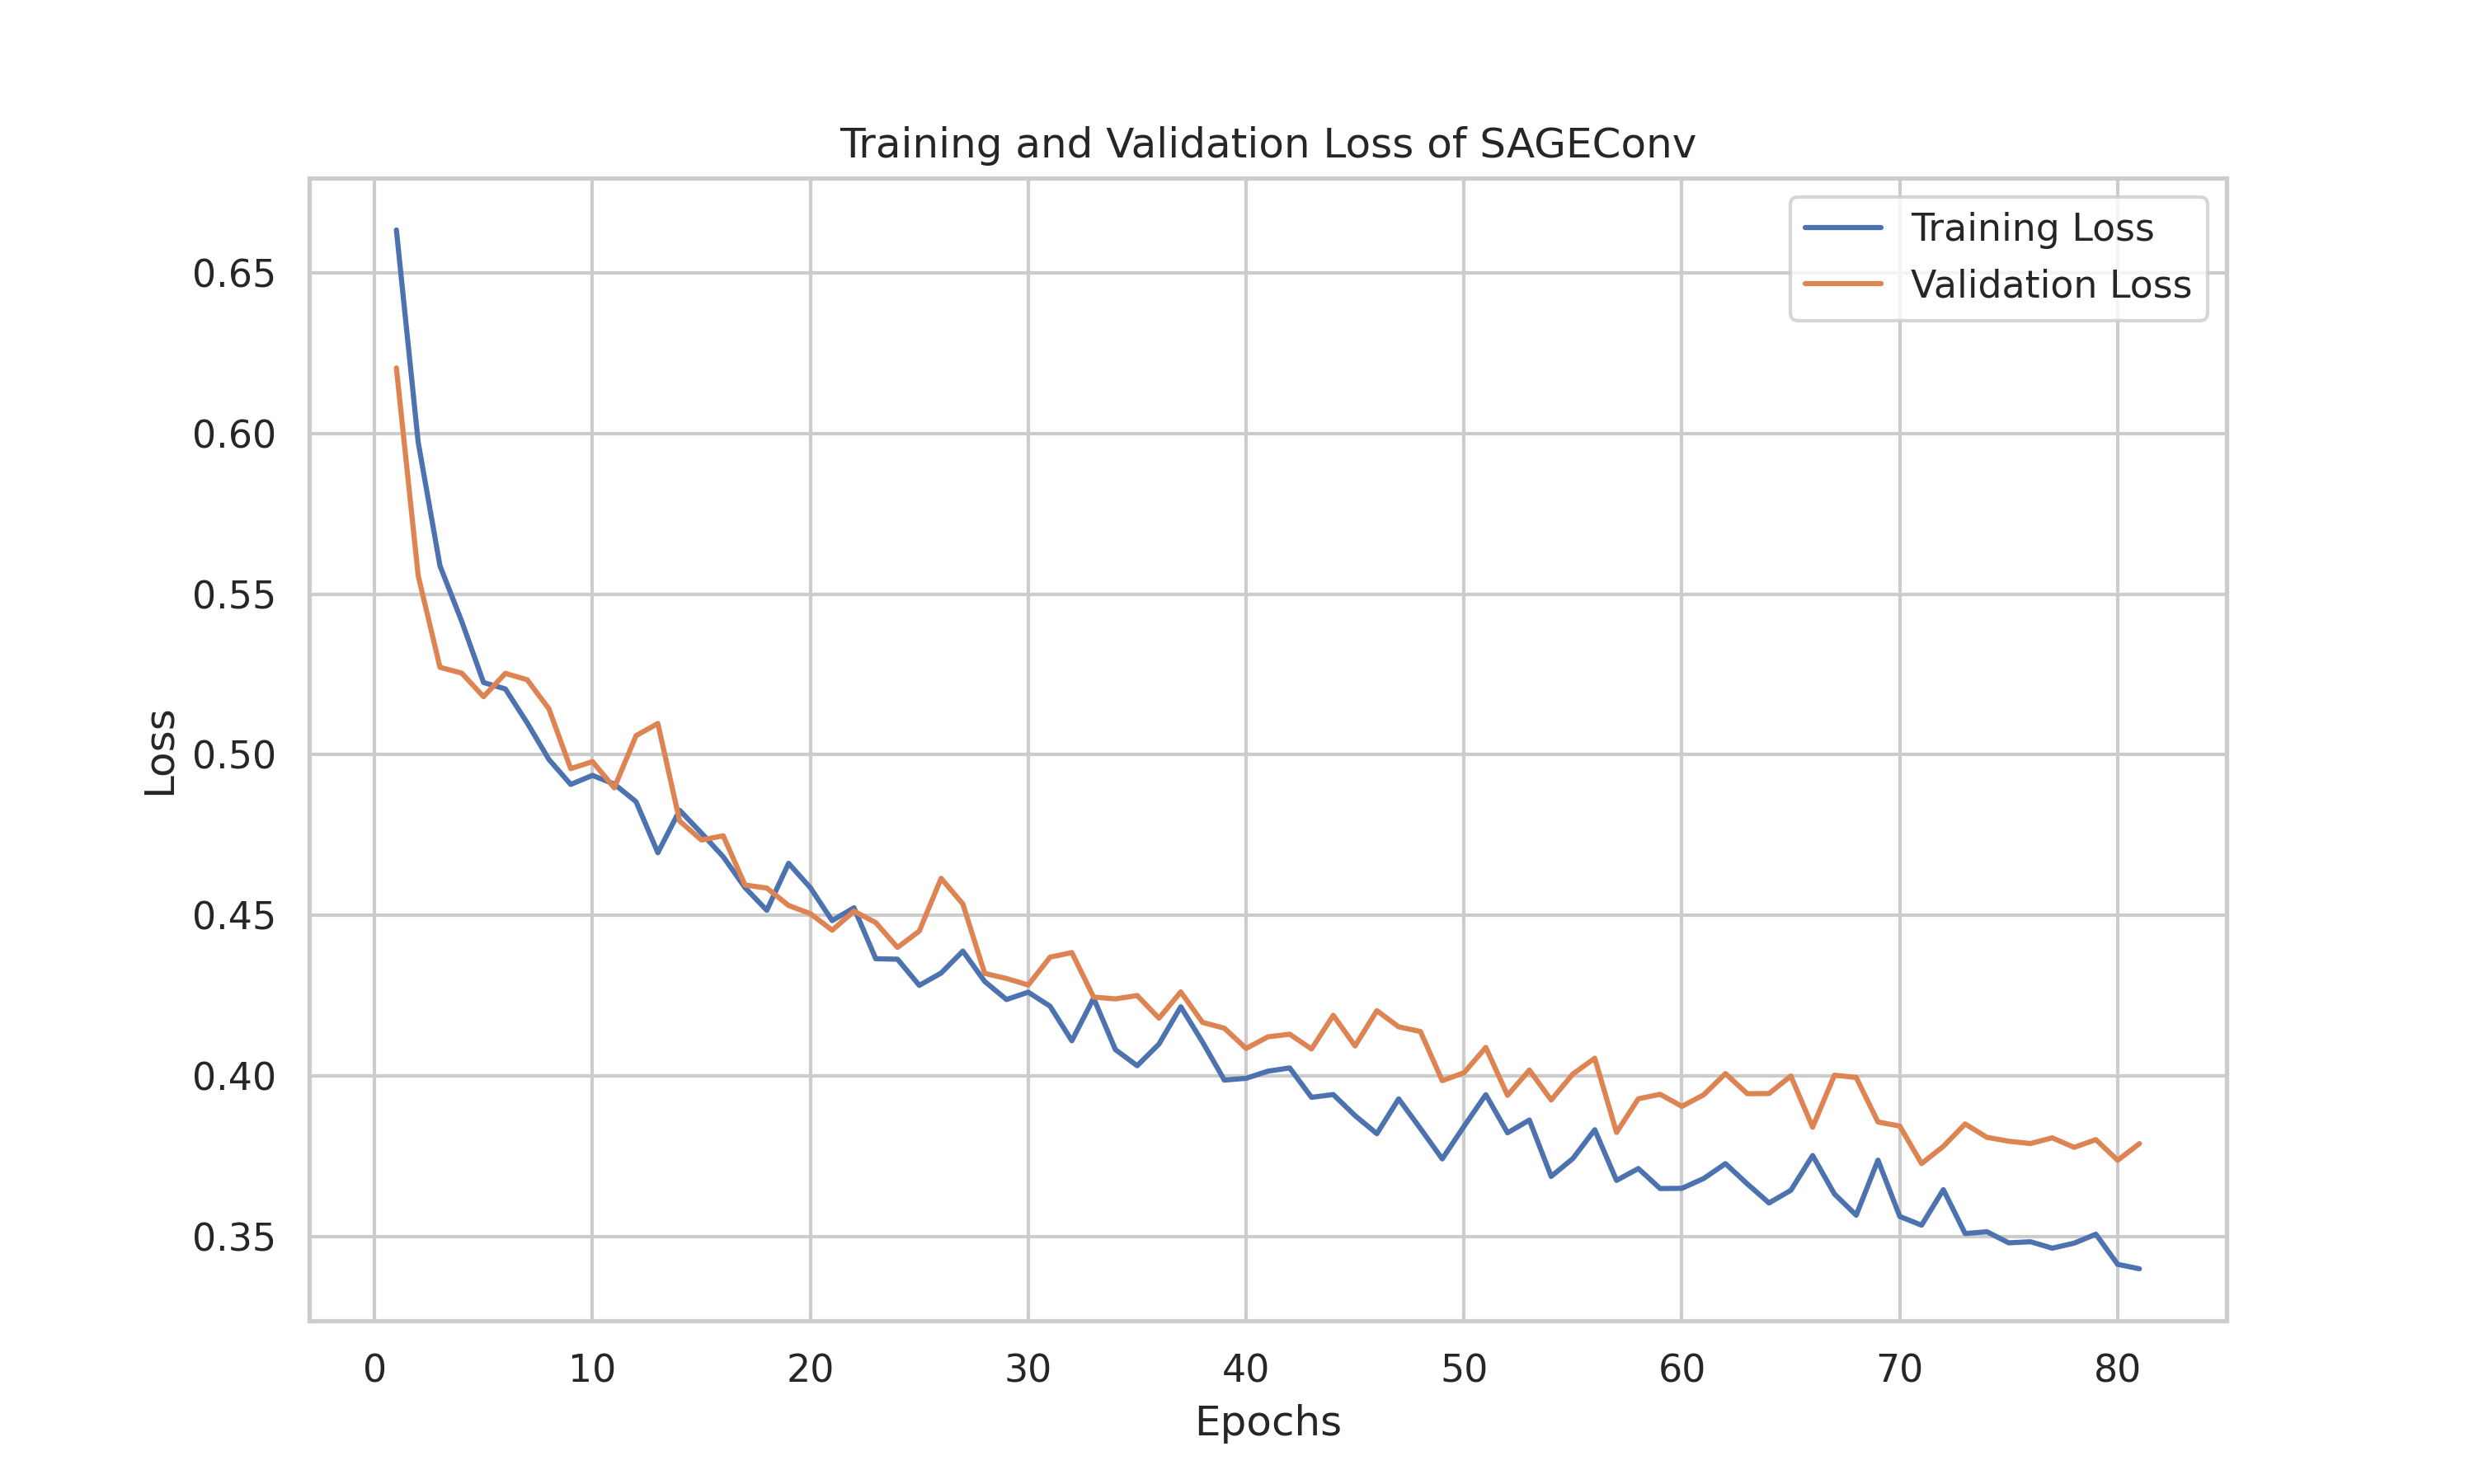 Training and Validation Loss of SAGEConv
Training Loss
Validation Loss
0.65
0.60
0.55
0.50
0.45
0.40
0.35
Loss
0 10 20 30 40 50 60 70 80
Epochs